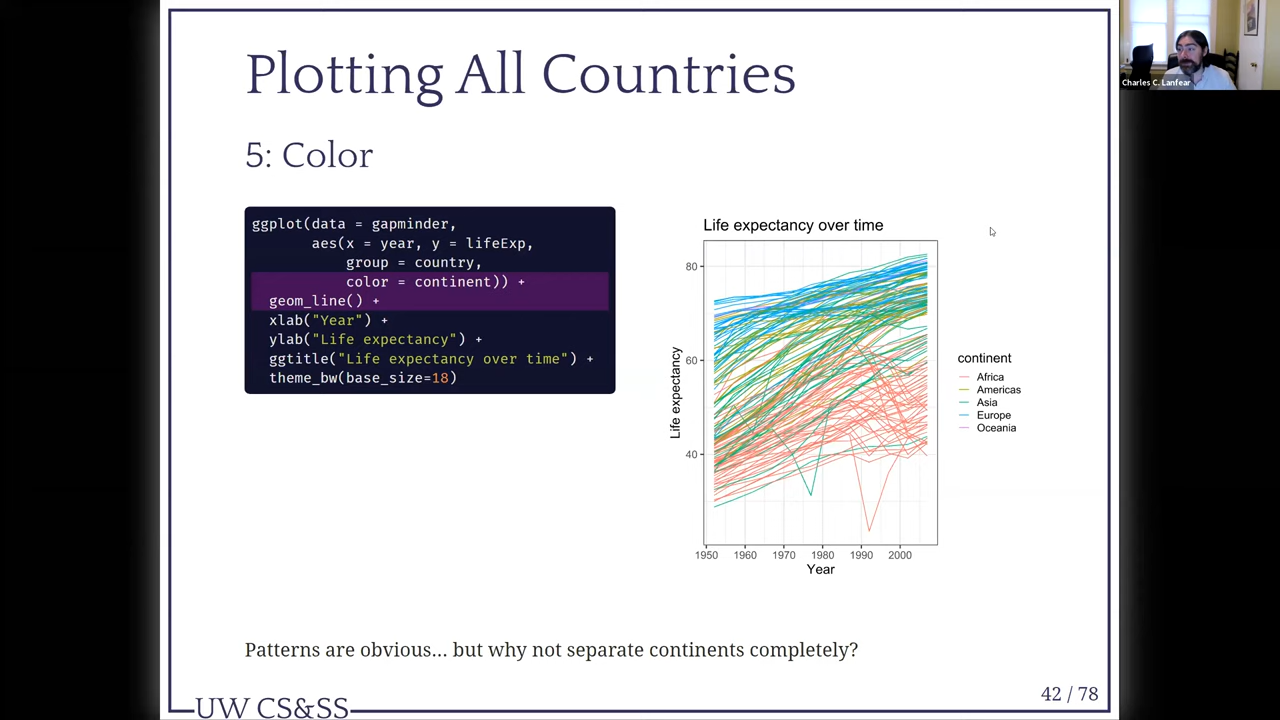 Plotting All Countries
Charles C. Lanfear
5: Color
ggplot(data = gapminder,
aes(x = year, y = lifeExp,
group = country,
color = continent)) +
geom_line() +
xlab("Year") +
ylab("Life expectancy") +
ggtitle("Life expectancy over time") +
theme_bw(base_size=18)
Life expectancy over time
80
60
40
Life expectancy
1950 1960 1970 1980 1990 2000
Year
continent
Africa
Americas
Asia
Europe
Oceania
Patterns are obvious... but why not separate continents completely?
UW CS&SS
42 / 78